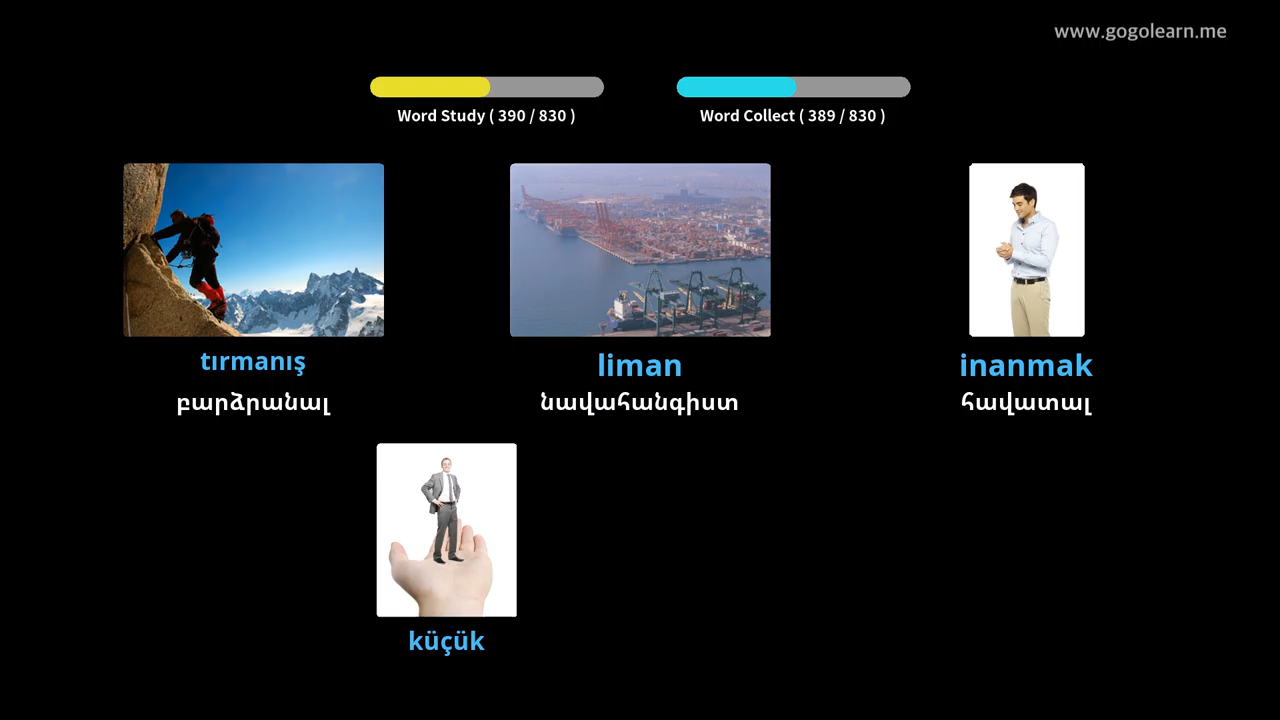 www.gogolearn.me
Word Study ( 390 / 830 )
Word Collect ( 389 / 830 )
tırmanış
բարձրանալ
liman
նավահանգիստ
inanmak
հավատալ
küçük